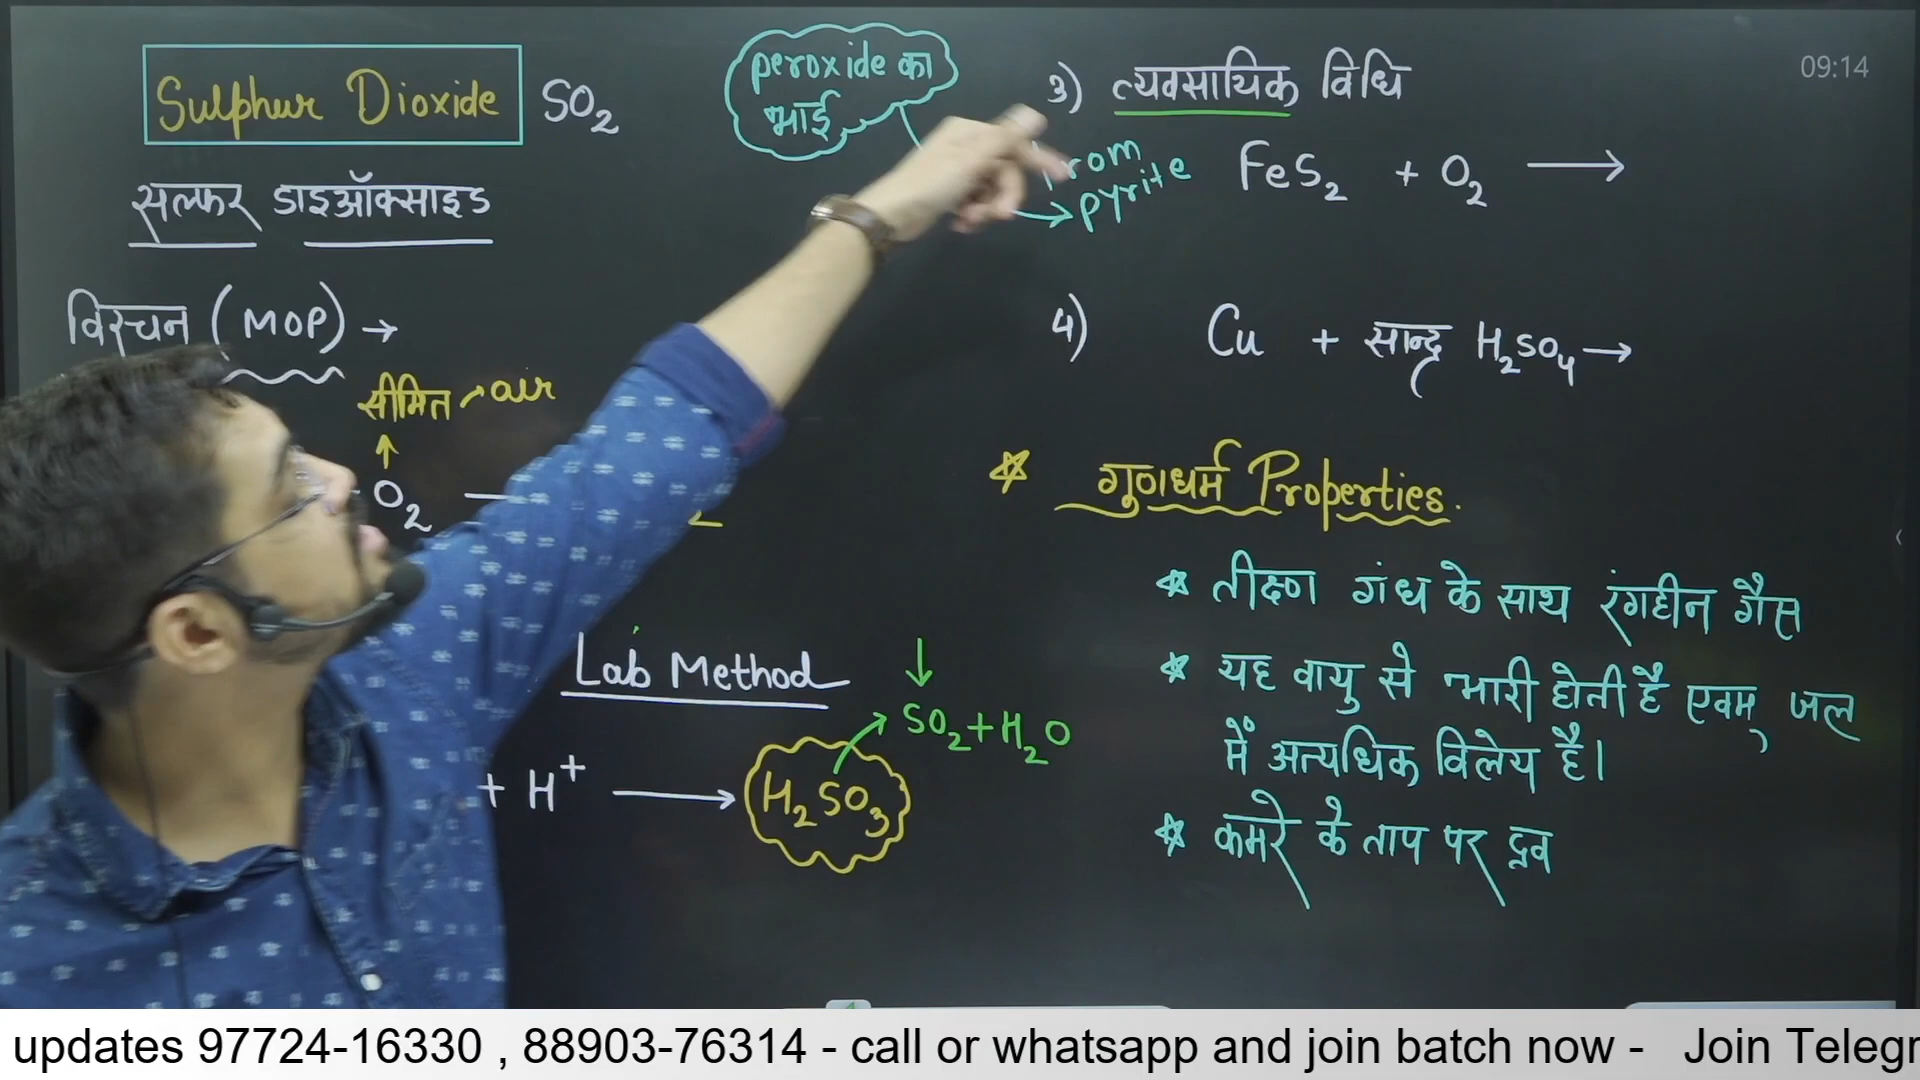 Sulphur Dioxide SO₂
सल्फर डाइऑक्साइड
विरचन (MOP) →
सीमित → air
↑
O₂
Lab Method
+ H⁺ → H₂SO₃ → SO₂ + H₂O
peroxide का
भाई
3) व्यवसायिक विधि
from
pyrite
FeS₂ + O₂ →
4) Cu + सान्द्र H₂SO₄ →
गुणधर्म Properties.
तीक्ष्ण गंध के साथ रंगहीन गैस
यह वायु से भारी होती है एवम् जल
में अत्यधिक विलेय है।
कमरे के ताप पर द्रव
09:14
updates 97724-16330 , 88903-76314 - call or whatsapp and join batch now - Join Telegr